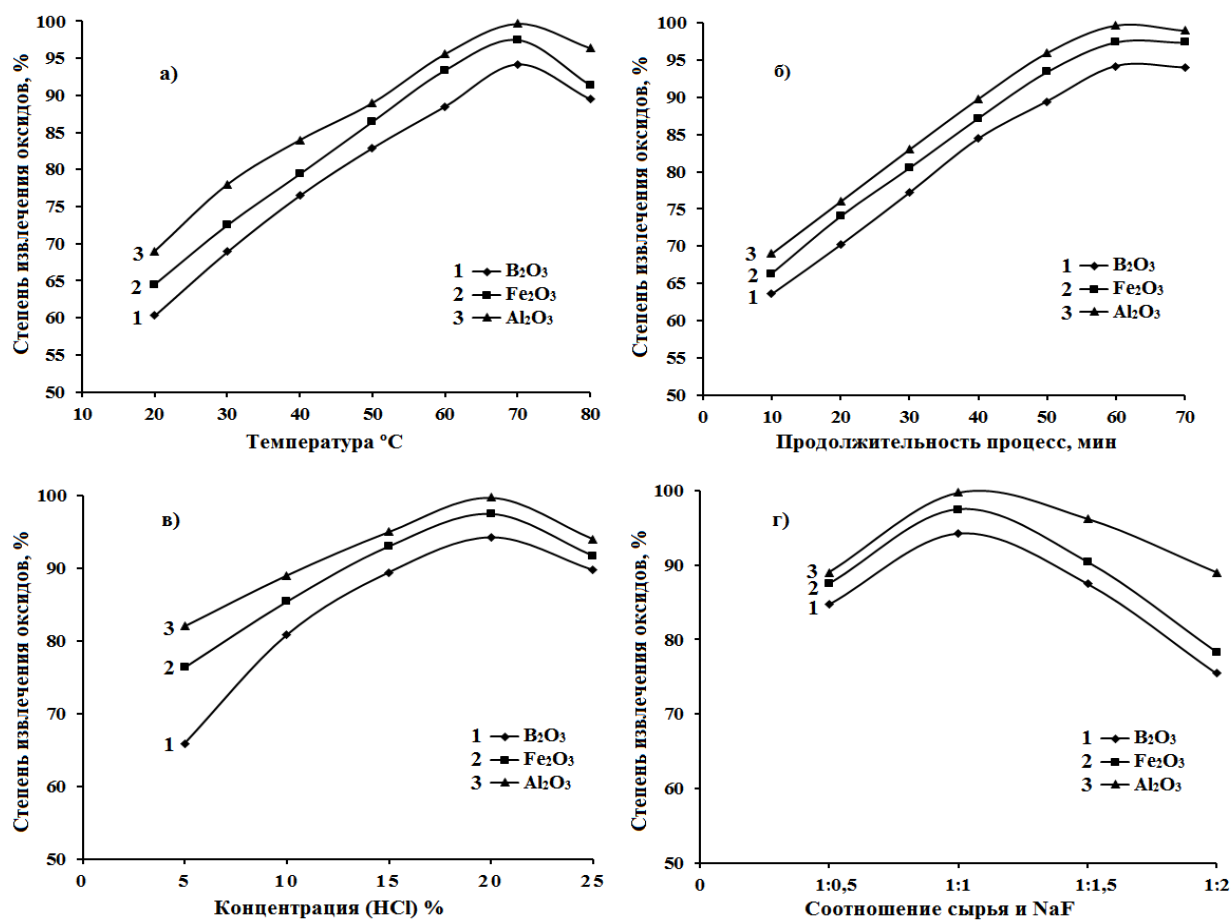 Степень извлечения оксидов, %
100
95
90
85
80
75
70
65
60
55
50
а)
3
2
1
1 B₂O₃
2 Fe₂O₃
3 Al₂O₃
10 20 30 40 50 60 70 80
Температура ºС
Степень извлечения оксидов, %
100
95
90
85
80
75
70
65
60
55
50
б)
3
2
1
1 B₂O₃
2 Fe₂O₃
3 Al₂O₃
0 10 20 30 40 50 60 70
Продолжительность процесс, мин
Степень извлечения оксидов, %
100
90
80
70
60
50
в)
3
2
1
1 B₂O₃
2 Fe₂O₃
3 Al₂O₃
0 5 10 15 20 25
Концентрация (HCl) %
Степень извлечения оксидов, %
100
90
80
70
60
50
г)
3
2
1
1 B₂O₃
2 Fe₂O₃
3 Al₂O₃
0 1:0,5 1:1 1:1,5 1:2
Соотношение сырья и NaF